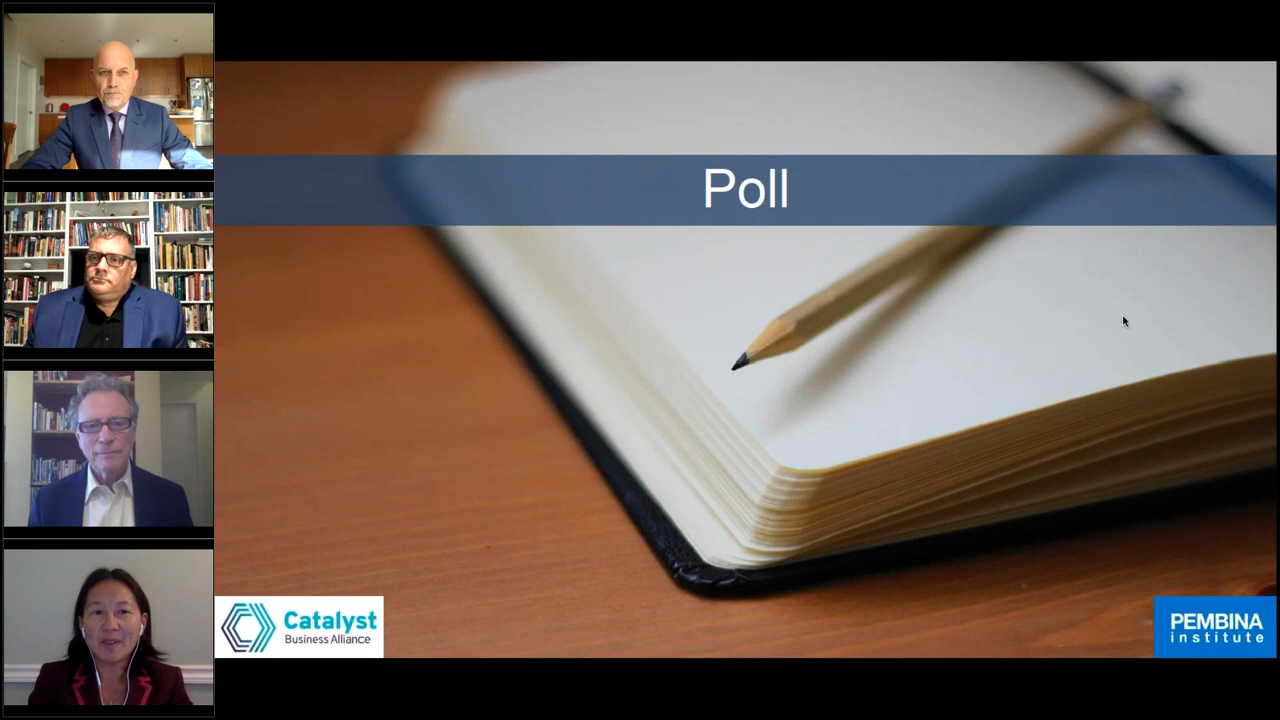 Poll
Catalyst
Business Alliance
PEMBINA
institute